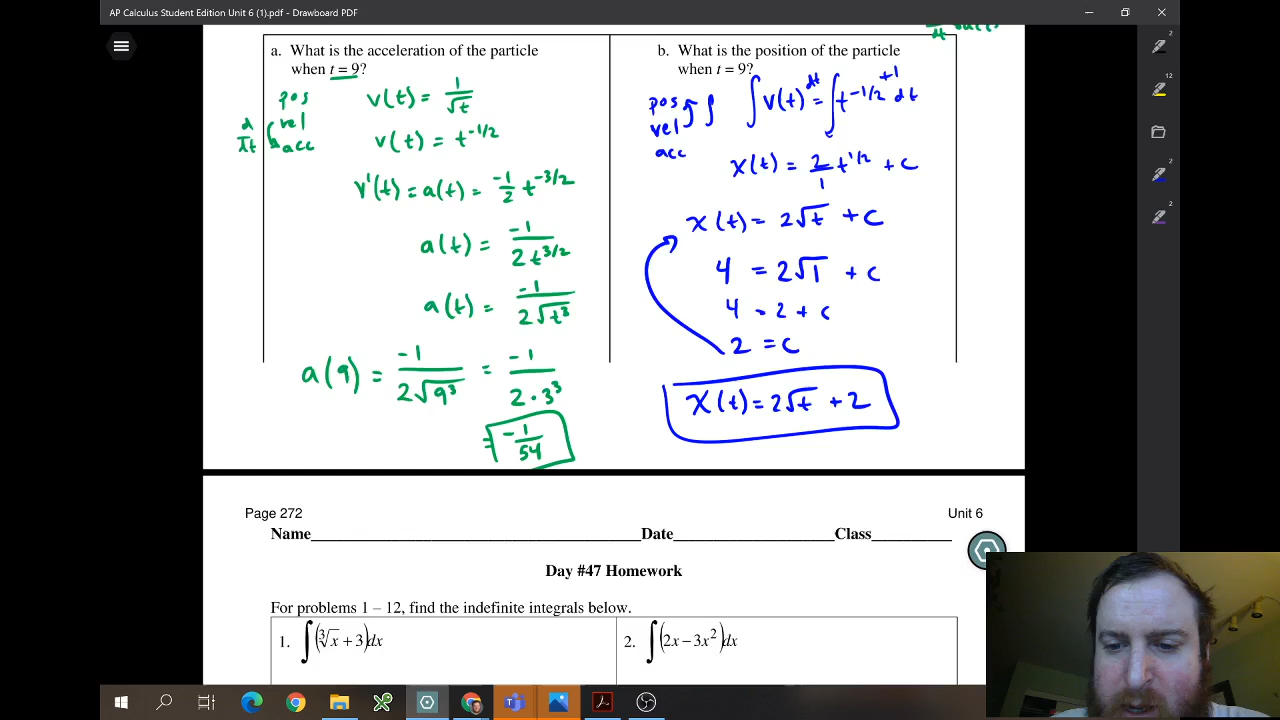 AP Calculus Student Edition Unit 6 (1).pdf - Drawboard PDF
a. What is the acceleration of the particle
when t = 9?
pos
vel
acc
d
dt
v(t) = 1/√t
v(t) = t^-1/2
v'(t) = a(t) = -1/2 t^-3/2
a(t) = -1/2t^3/2
a(t) = -1/2√t³
a(9) = -1/2√9³ = -1/2·3³
= -1/54
b. What is the position of the particle
when t = 9?
pos
vel
acc
∫
∫v(t)dt = ∫t^-1/2 dt
+1
x(t) = 2/1 t^1/2 + C
x(t) = 2√t + C
4 = 2√1 + C
4 = 2 + C
2 = C
x(t) = 2√t + 2
Page 272
Unit 6
Name Date Class
Day #47 Homework
For problems 1 – 12, find the indefinite integrals below.
1. ∫(∛x + 3)dx
2. ∫(2x − 3x²)dx
2
12
2
2